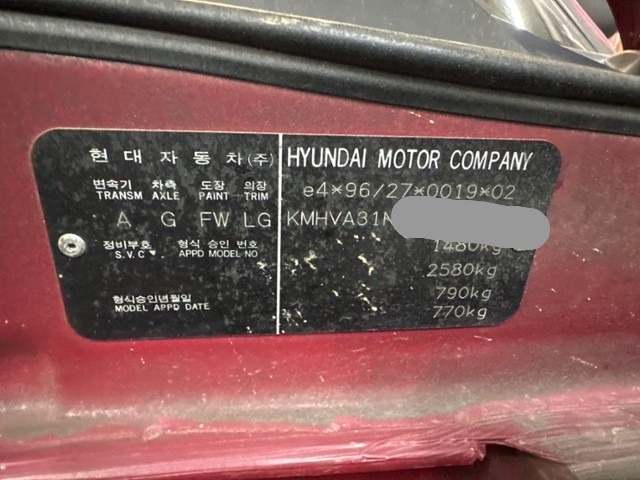 현대자동차(주) HYUNDAI MOTOR COMPANY
변속기 차축 도장 의장
TRANSM AXLE PAINT TRIM
e4*96/27*0019*02
A G FW LG KMHVA31N
정비부호 형식 승인 번호
S.V.C APPD MODEL NO
1480kg
2580kg
형식승인년월일
MODEL APPD DATE
790kg
770kg